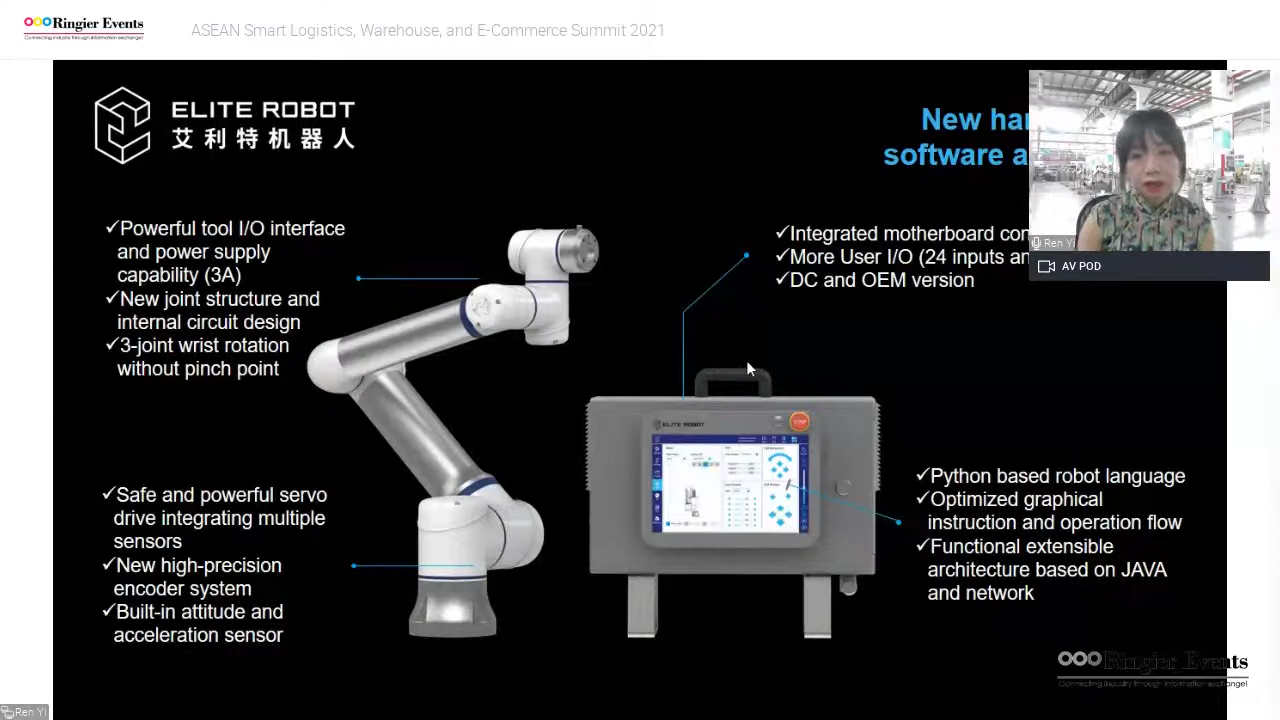 Ringier Events
Connecting industry through information exchange!
ASEAN Smart Logistics, Warehouse, and E-Commerce Summit 2021
ELITE ROBOT
艾利特机器人
New har
software a
✓Powerful tool I/O interface
and power supply
capability (3A)
✓New joint structure and
internal circuit design
✓3-joint wrist rotation
without pinch point
✓Integrated motherboard con
✓More User I/O (24 inputs an
✓DC and OEM version
Ren Yi
AV POD
ELITE ROBOT
STOP
✓Safe and powerful servo
drive integrating multiple
sensors
✓New high-precision
encoder system
✓Built-in attitude and
acceleration sensor
✓Python based robot language
✓Optimized graphical
instruction and operation flow
✓Functional extensible
architecture based on JAVA
and network
Ringier Events
Connecting industry through information exchange!
Ren Yi